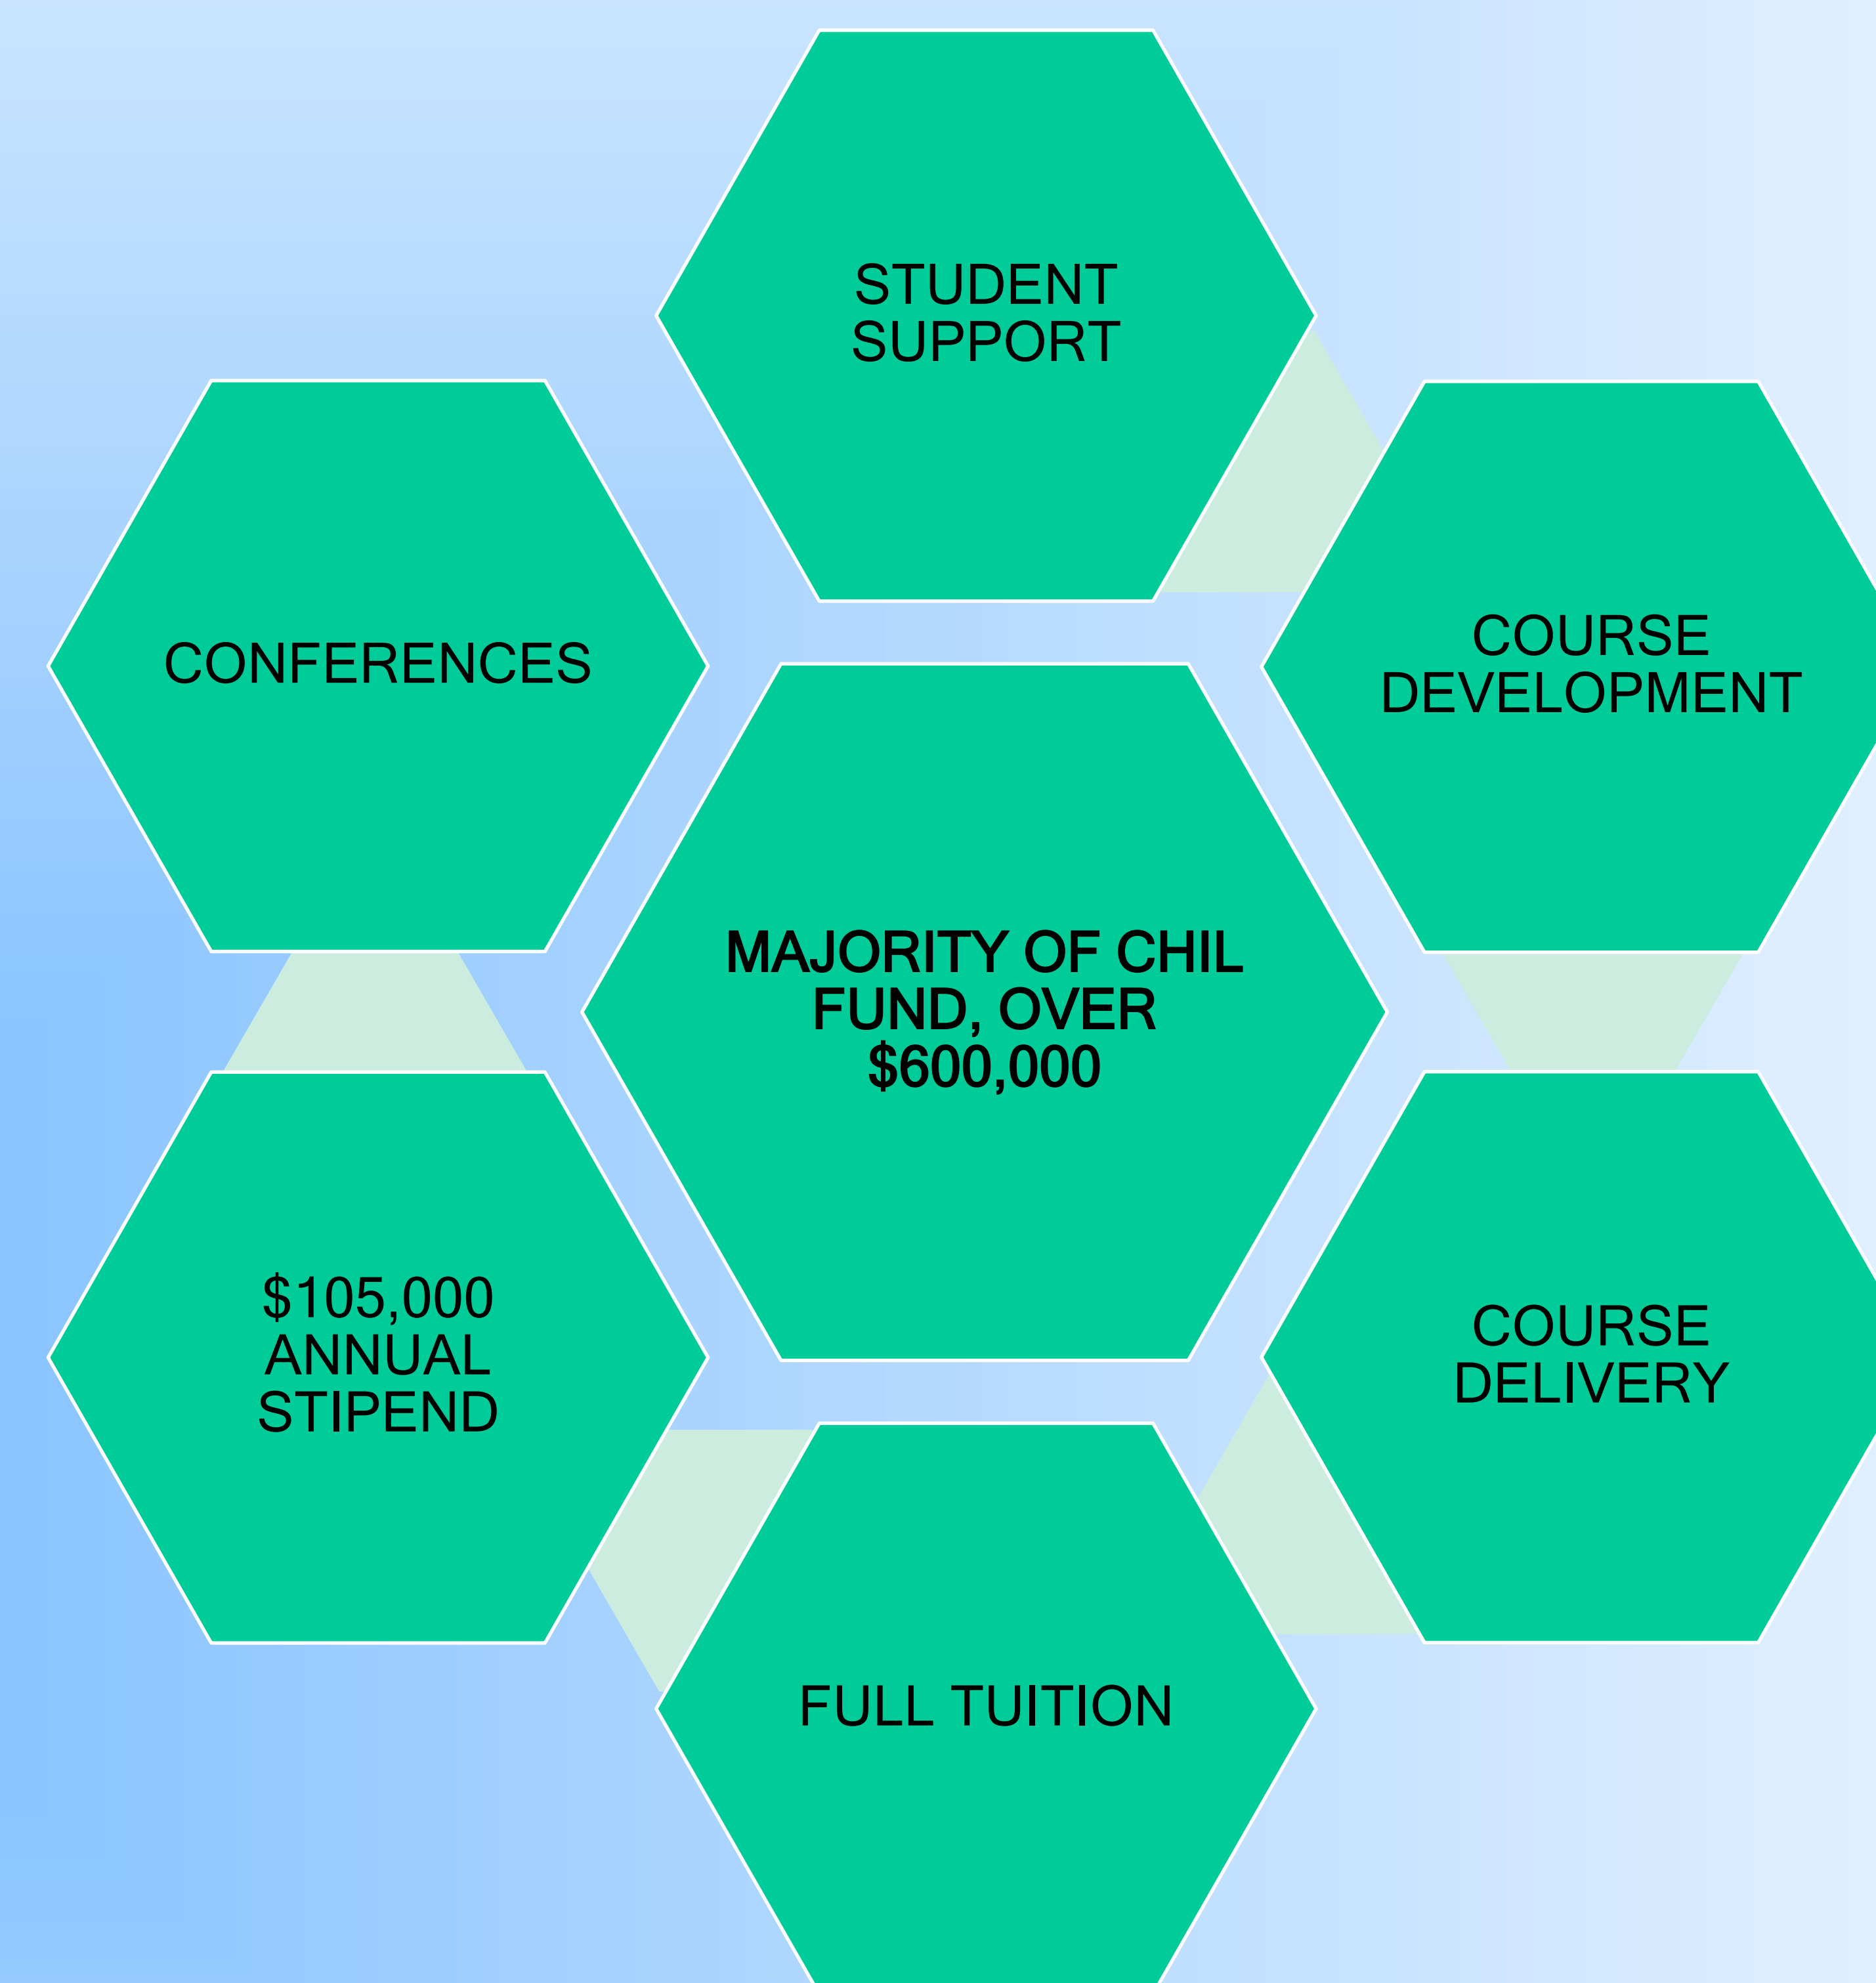 STUDENT
SUPPORT
CONFERENCES
COURSE
DEVELOPMENT
MAJORITY OF CHIL
FUND, OVER
$600,000
$105,000
ANNUAL
STIPEND
COURSE
DELIVERY
FULL TUITION